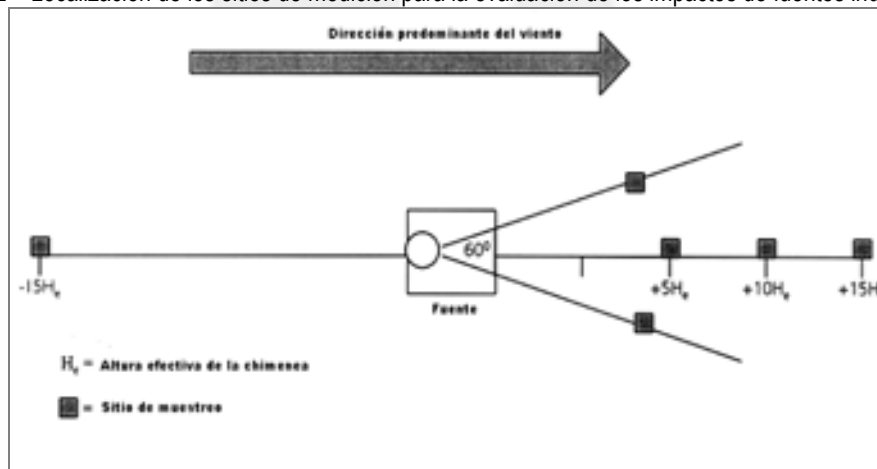 Localización de los sitios de medición para la evaluación de los impactos de fuentes
Dirección predominante del viento
60º
-15Hₑ
+5Hₑ
+10Hₑ
+15H
Fuente
Hₑ = Altura efectiva de la chimenea
= Sitio de muestreo